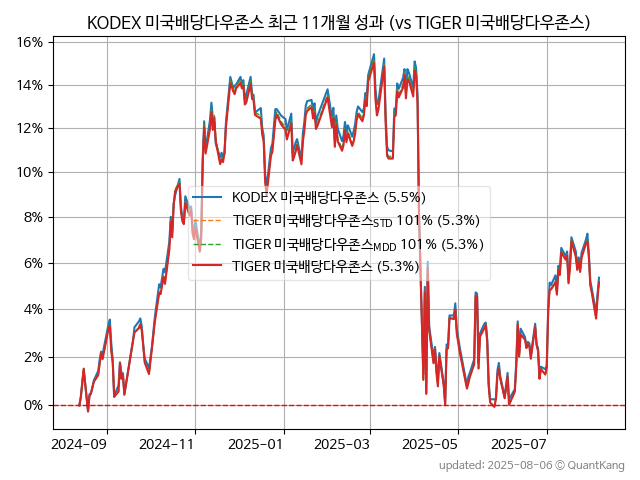 KODEX 미국배당다우존스 최근 11개월 성과 (vs TIGER 미국배당다우존스)
16%
14%
12%
10%
8%
6%
4%
2%
0%
KODEX 미국배당다우존스 (5.5%)
TIGER 미국배당다우존스STD 101% (5.3%)
TIGER 미국배당다우존스MDD 101% (5.3%)
TIGER 미국배당다우존스 (5.3%)
2024-09 2024-11 2025-01 2025-03 2025-05 2025-07
updated: 2025-08-06 © QuantKang